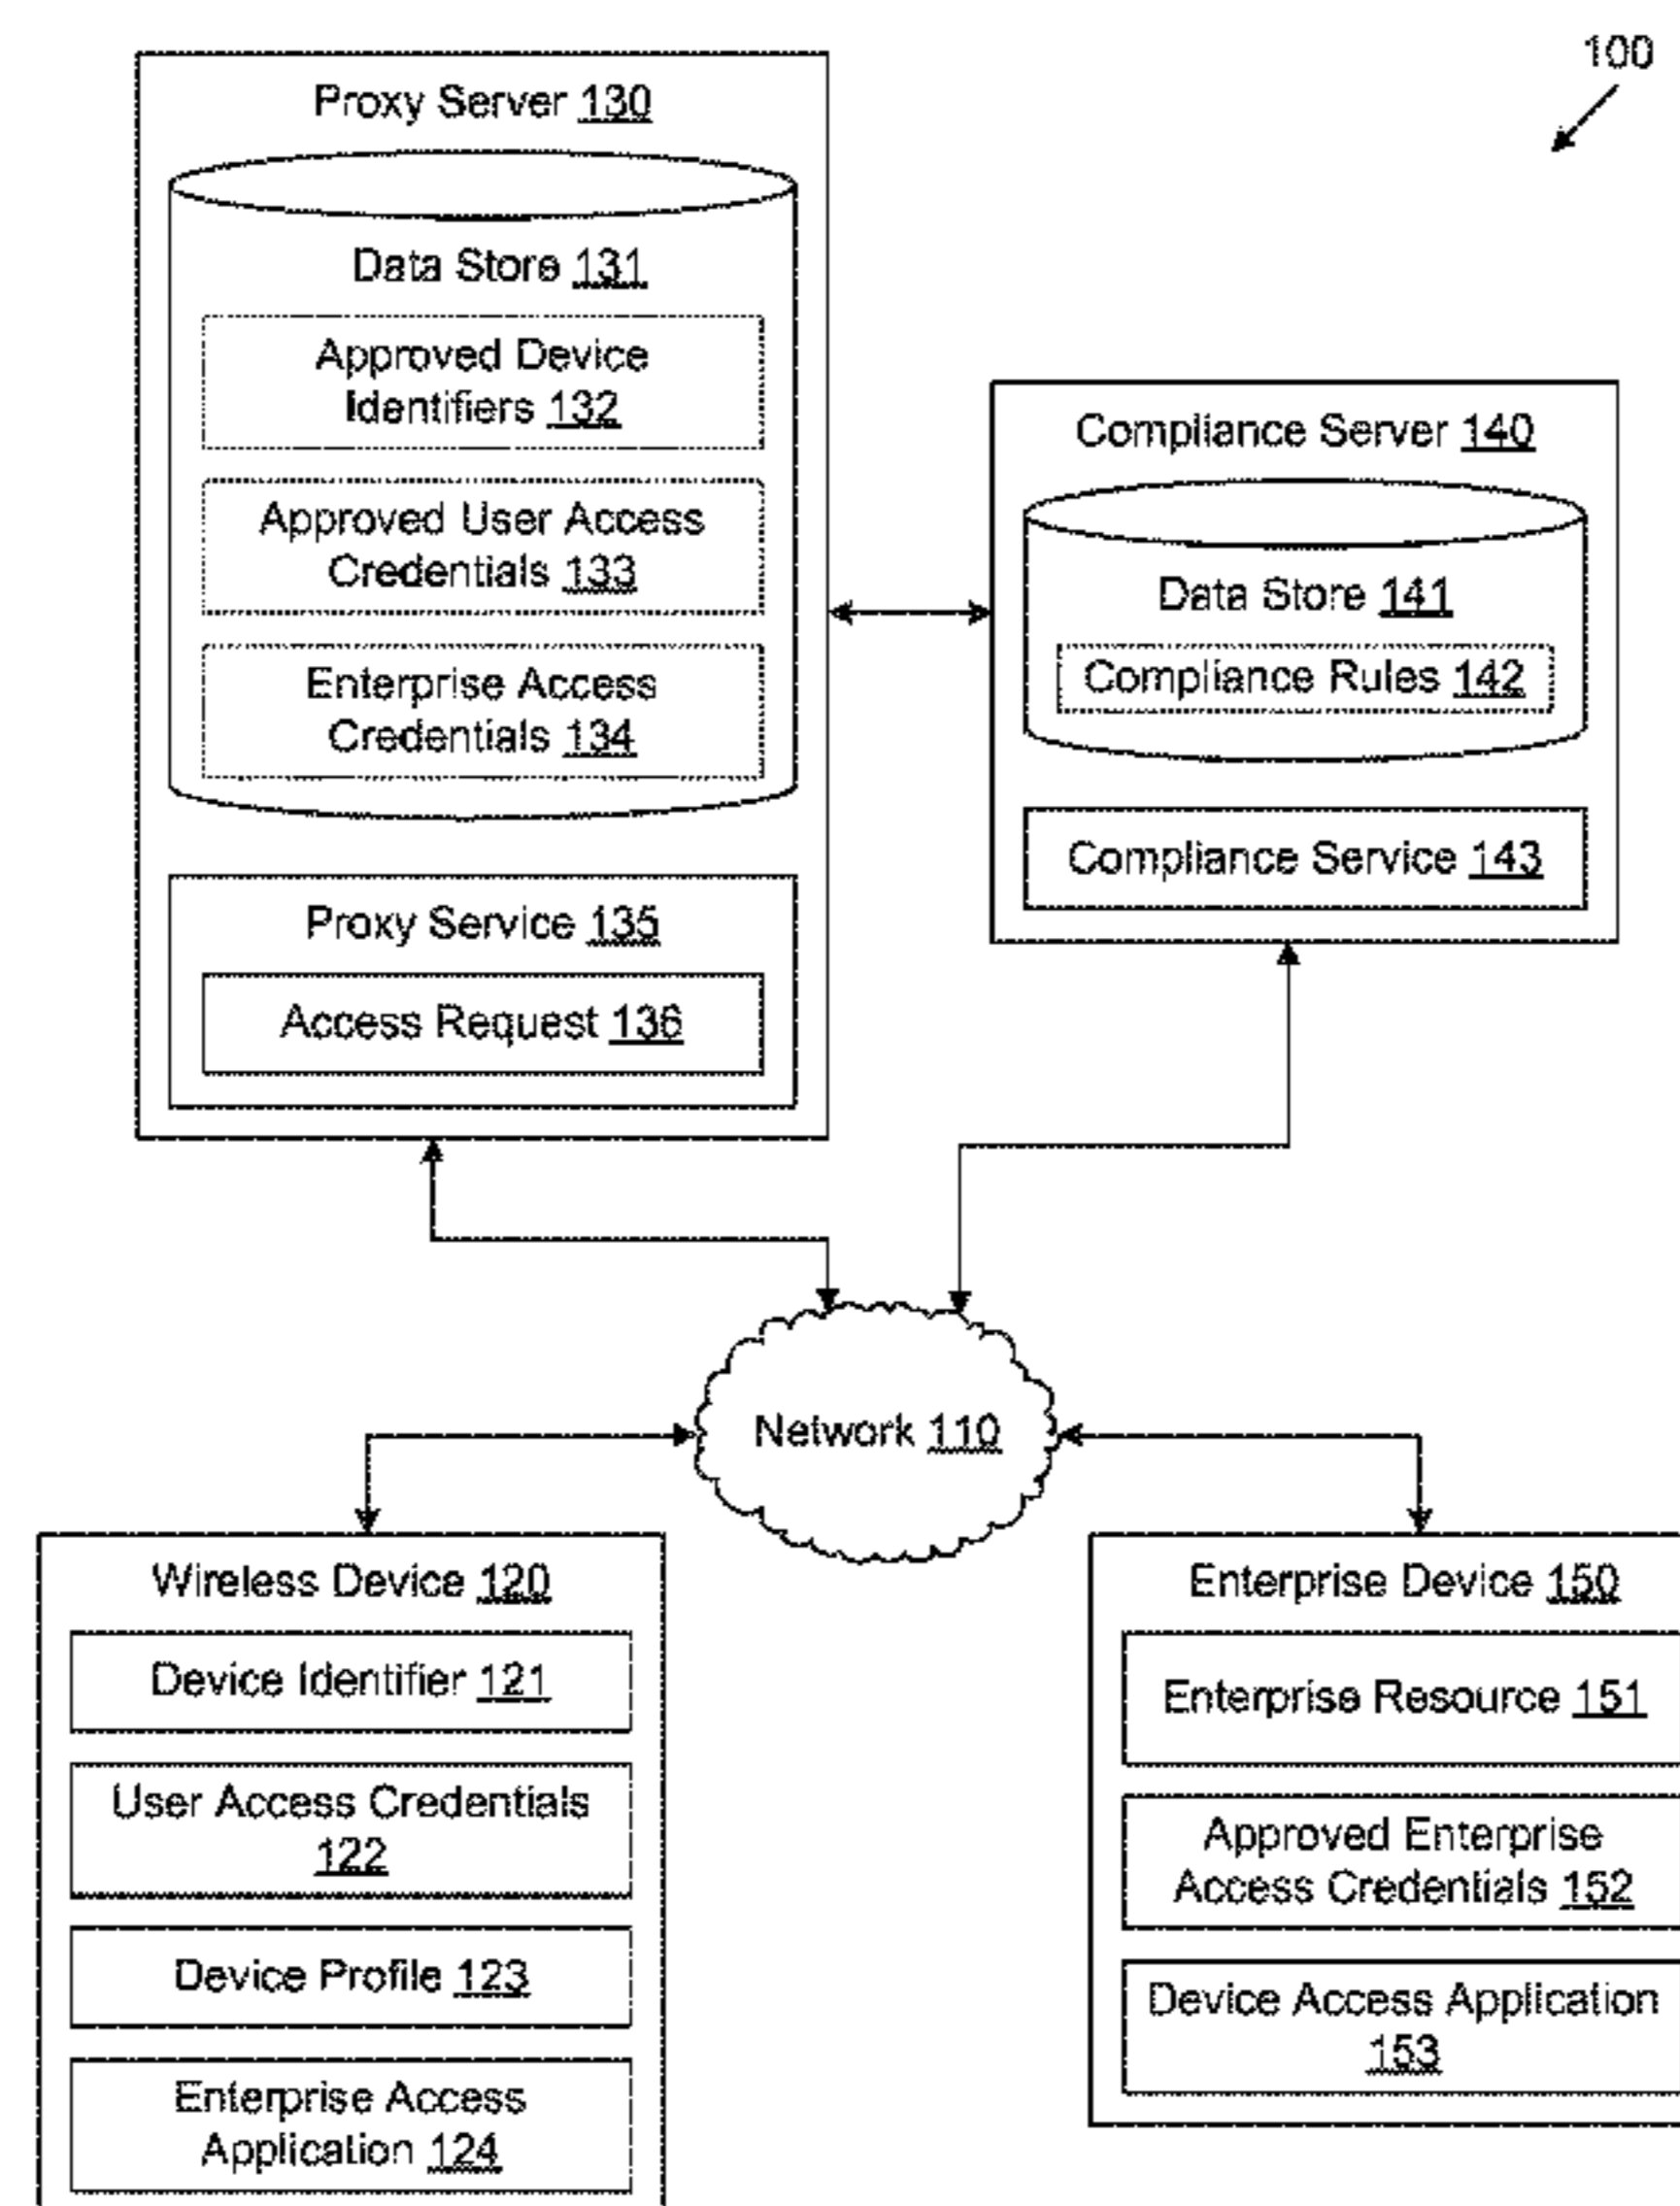 100
Proxy Server 130
Data Store 131
Approved Device
Identifiers 132
Approved User Access
Credentials 133
Enterprise Access
Credentials 134
Proxy Service 135
Access Request 136
Compliance Server 140
Data Store 141
Compliance Rules 142
Compliance Service 143
Network 110
Wireless Device 120
Device Identifier 121
User Access Credentials
122
Device Profile 123
Enterprise Access
Application 124
Enterprise Device 150
Enterprise Resource 151
Approved Enterprise
Access Credentials 152
Device Access Application
153